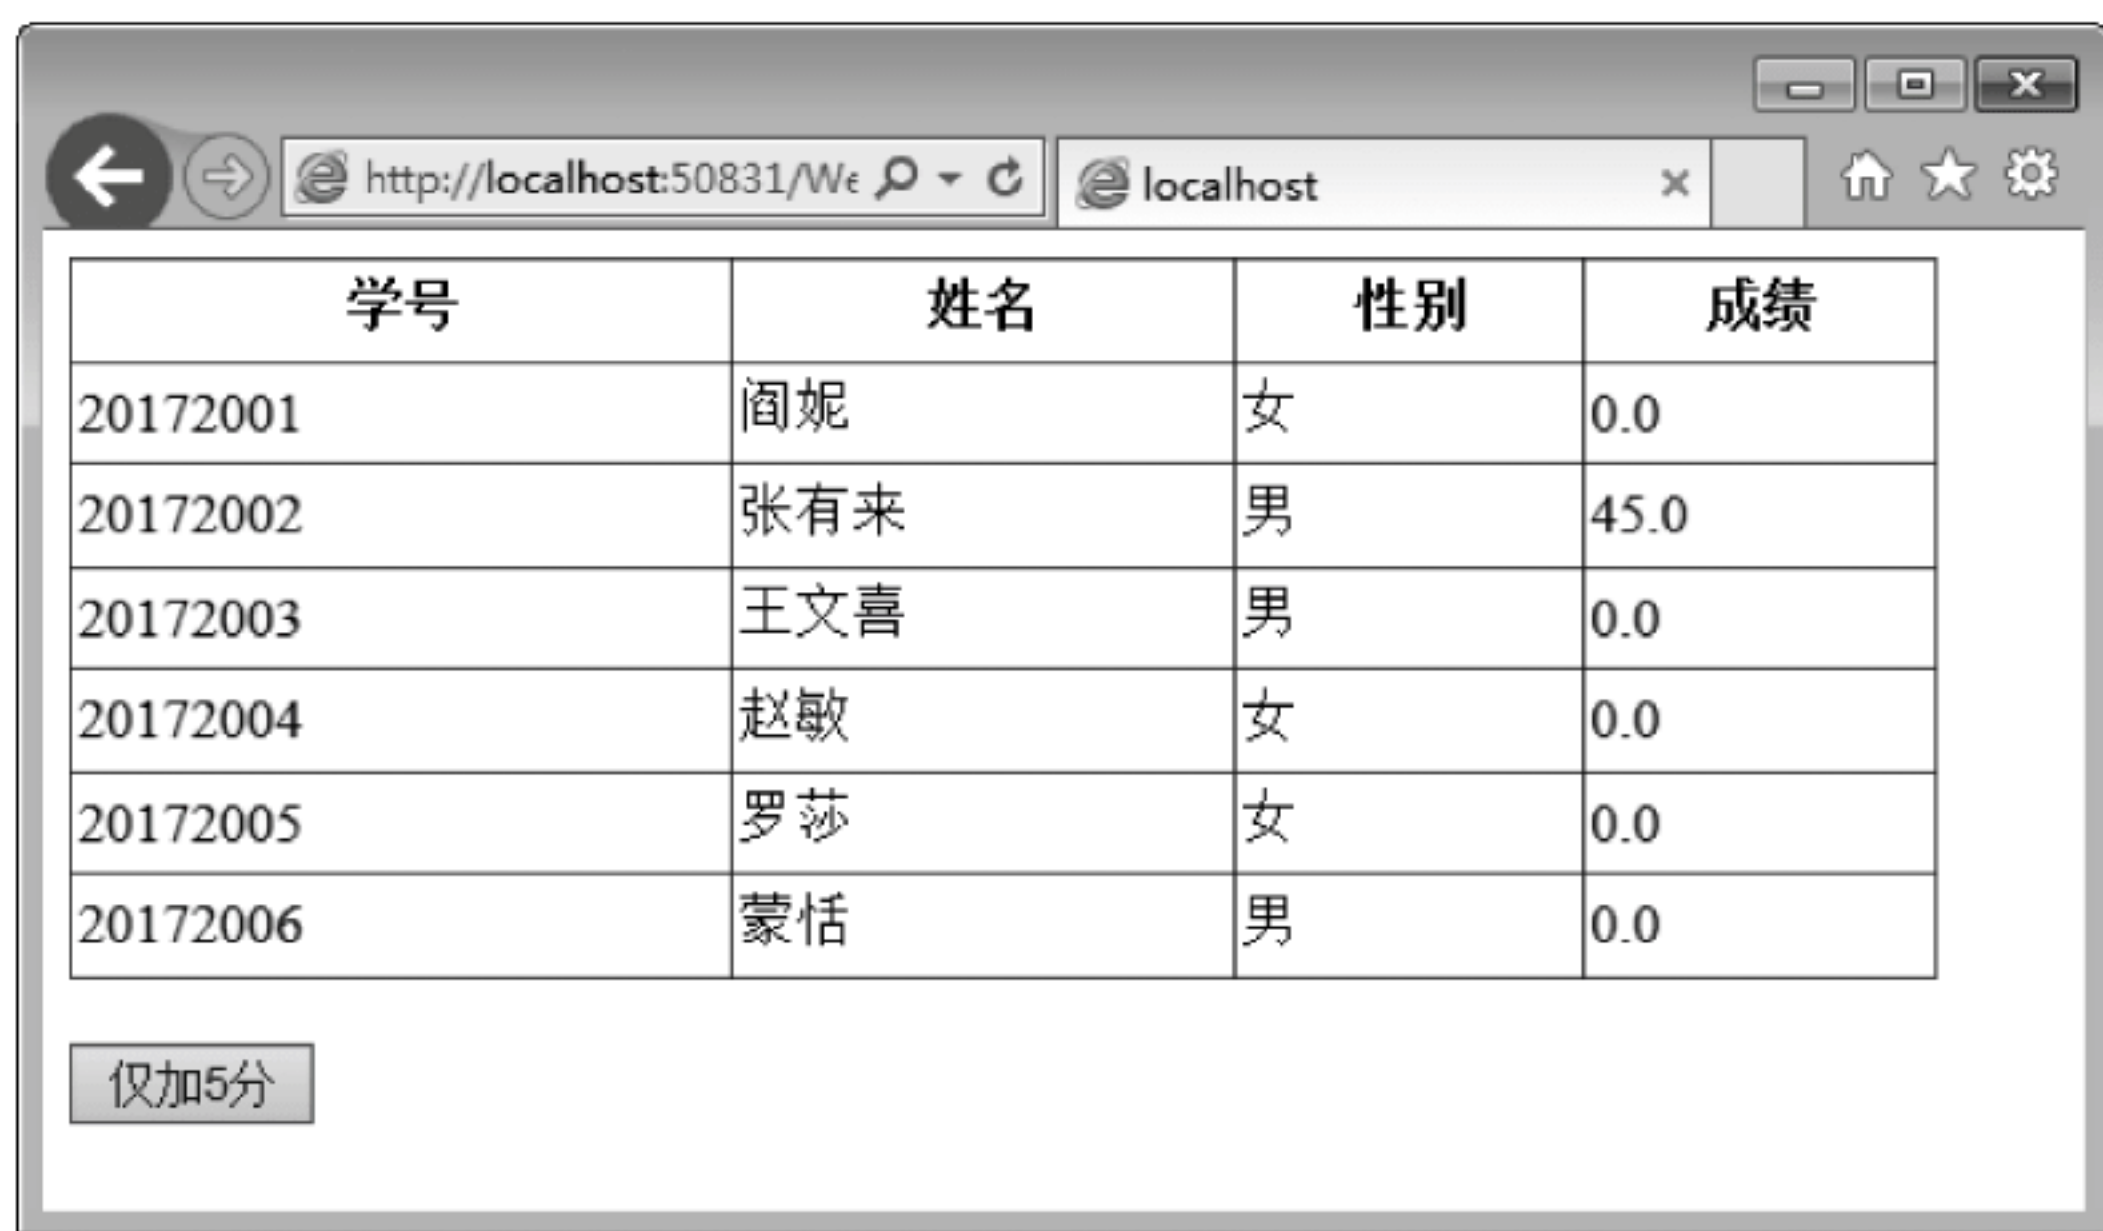 http://localhost:50831/We
localhost
学号 姓名 性别 成绩
20172001 阎妮 女 0.0
20172002 张有来 男 45.0
20172003 王文喜 男 0.0
20172004 赵敏 女 0.0
20172005 罗莎 女 0.0
20172006 蒙恬 男 0.0
仅加5分